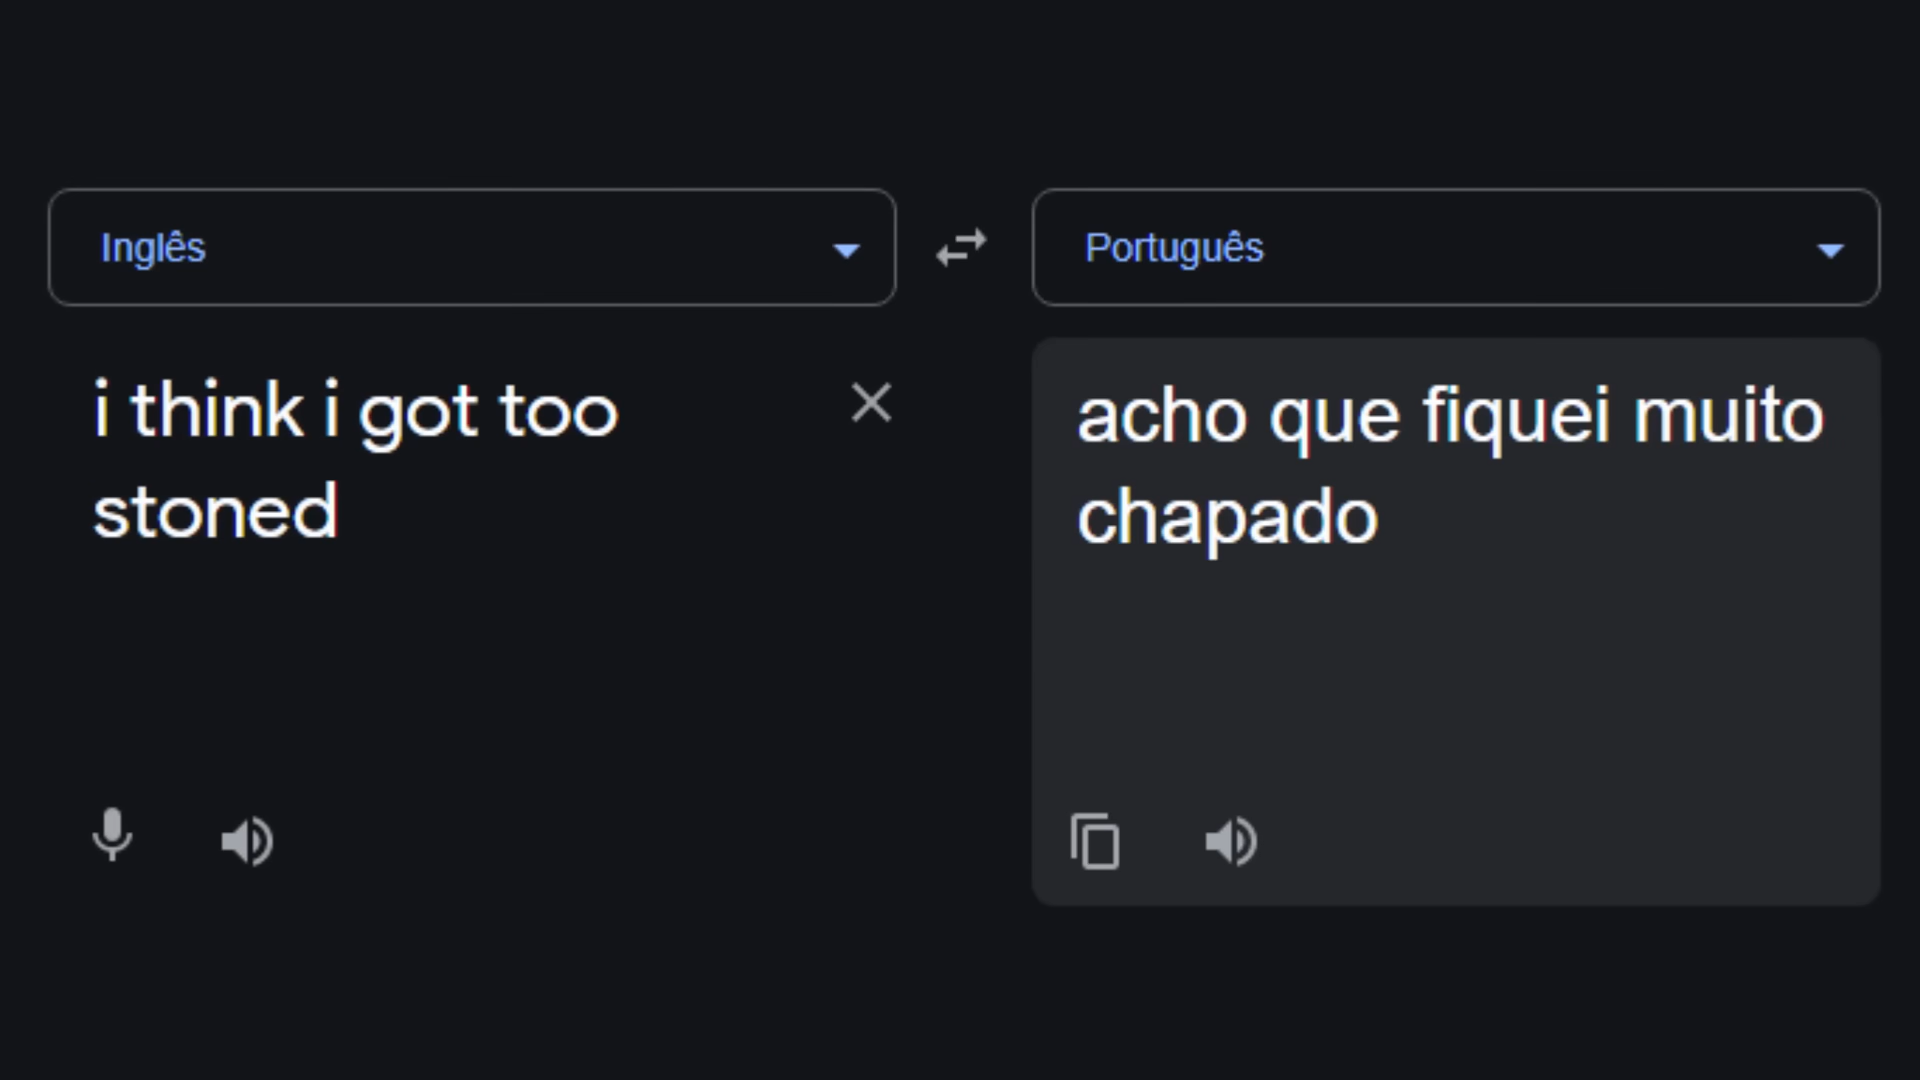 Inglês
Português
i think i got too
stoned
acho que fiquei muito
chapado